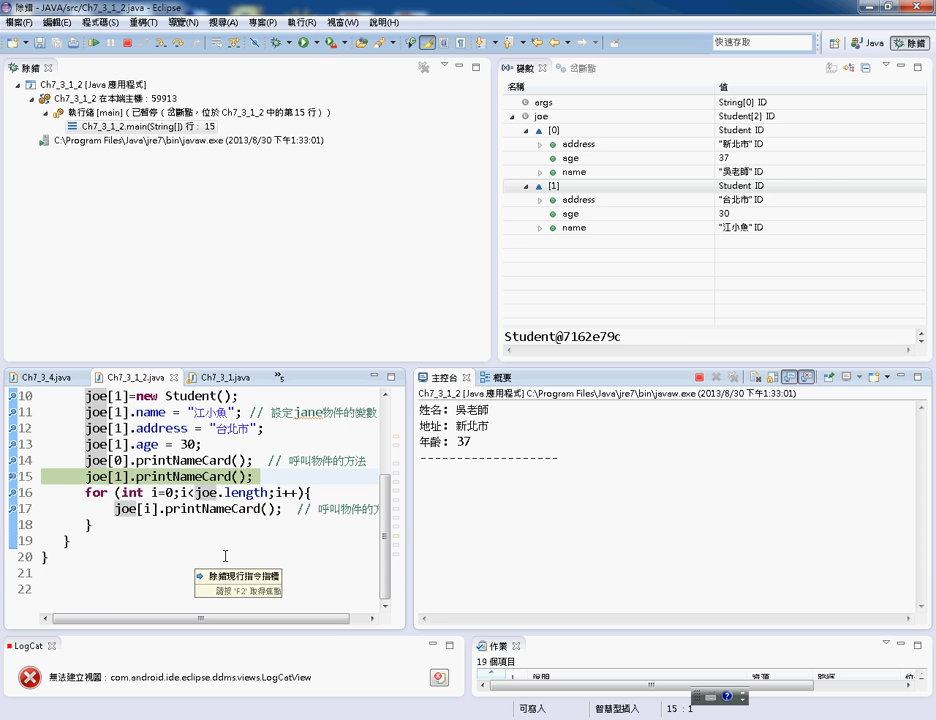 除錯 - JAVA/src/Ch7_3_1_2.java - Eclipse
檔案(F) 編輯(E) 程式碼(S) 重構(T) 導覽(N) 搜尋(A) 專案(P) 執行(R) 視窗(W) 說明(H)
快速存取
Java
除錯
除錯
Ch7_3_1_2 [Java 應用程式]
Ch7_3_1_2 在本端主機：59913
執行緒 [main]（已暫停（岔斷點，位於 Ch7_3_1_2 中的第 15 行））
Ch7_3_1_2.main(String[]) 行：15
C:\Program Files\Java\jre7\bin\javaw.exe (2013/8/30 下午1:33:01)
變數 岔斷點
名稱 值
args String[0] ID
joe Student[2] ID
[0] Student ID
address "新北市" ID
age 37
name "吳老師" ID
[1] Student ID
address "台北市" ID
age 30
name "江小魚" ID
Student@7162e79c
Ch7_3_4.java Ch7_3_1_2.java Ch7_3_1.java »5
10 joe[1]=new Student();
11 joe[1].name = "江小魚"; // 設定jane物件的變數
12 joe[1].address = "台北市";
13 joe[1].age = 30;
14 joe[0].printNameCard(); // 呼叫物件的方法
15 joe[1].printNameCard();
16 for (int i=0;i<joe.length;i++){
17 joe[i].printNameCard(); // 呼叫物件的
18 }
19 }
20 }
21
22
除錯現行指令指標
請按 'F2' 取得焦點
主控台 概要
Ch7_3_1_2 [Java 應用程式] C:\Program Files\Java\jre7\bin\javaw.exe (2013/8/30 下午1:33:01)
姓名: 吳老師
地址: 新北市
年齡: 37
-------------------
LogCat
無法建立視圖：com.android.ide.eclipse.ddms.views.LogCatView
作業
19 個項目
! 說明 資源 路徑
可寫入 智慧型插入 15 : 1